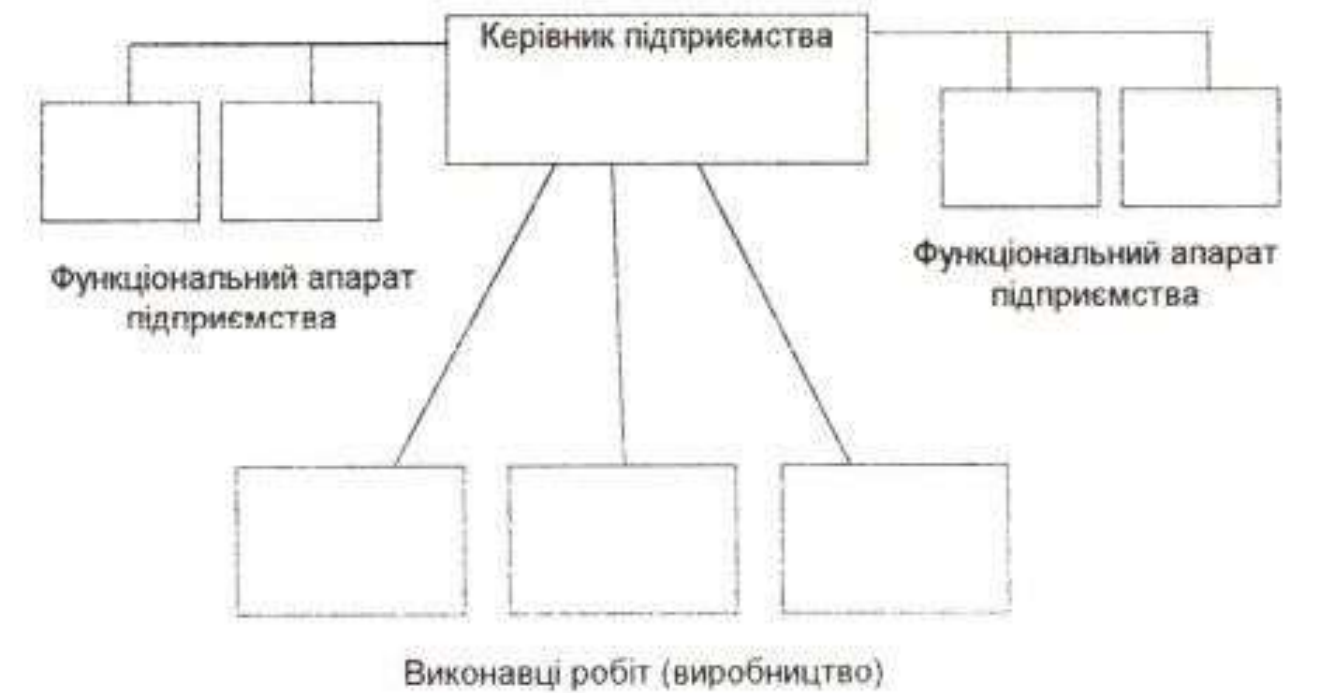 Керівник підприємства
Функціональний апарат
підприємства
Функціональний апарат
підприємства
Виконавці робіт (виробництво)